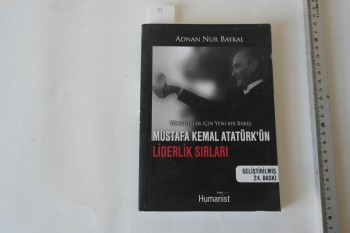 ADNAN NUR BAYKAL
YÖNETİCİLER İÇİN YENİ BİR BAKIŞ
MUSTAFA KEMAL ATATÜRK'ÜN
LİDERLİK SIRLARI
GELİŞTİRİLMİŞ
24. BASKI
Humanist